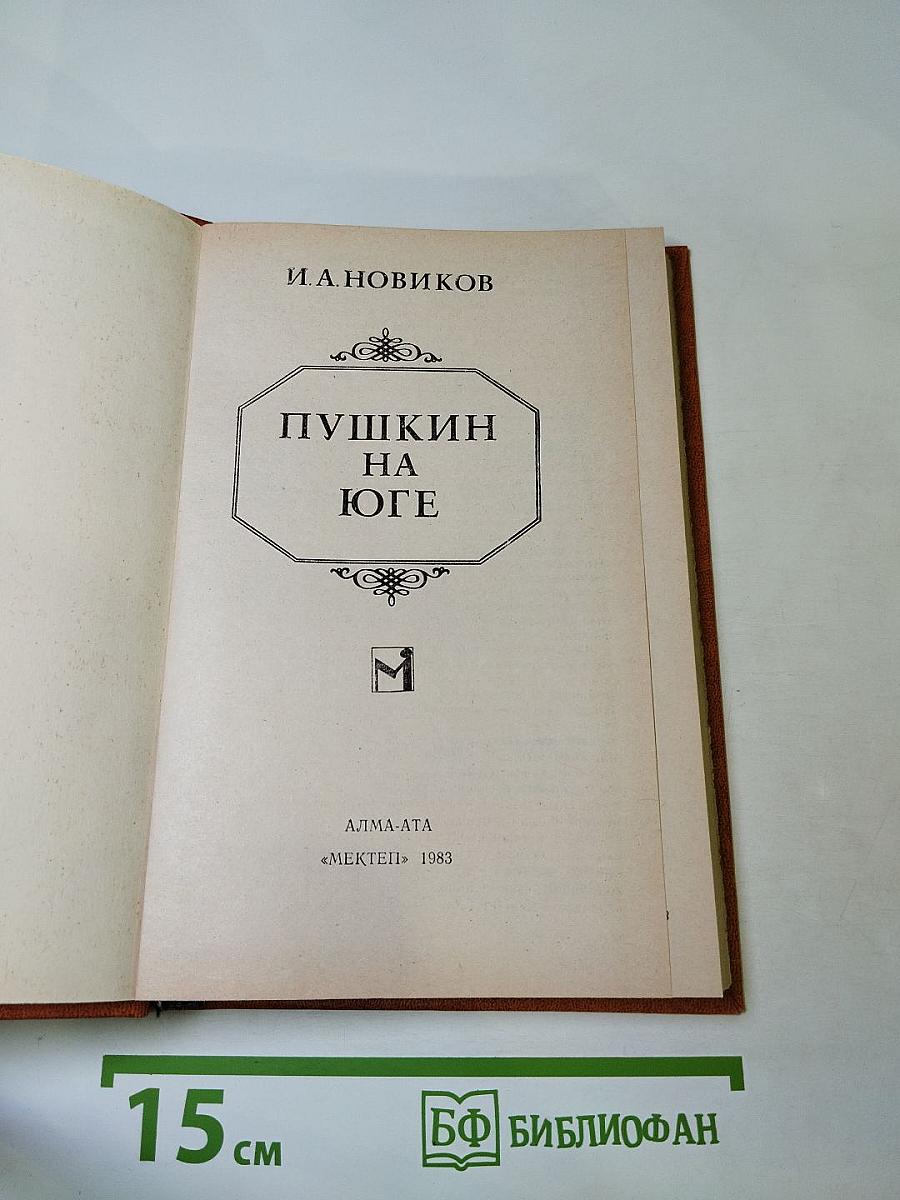 И. А. НОВИКОВ
ПУШКИН
НА
ЮГЕ
М
АЛМА-АТА
«МЕКТЕП» 1983
15 см
БФ БИБЛИОФАН